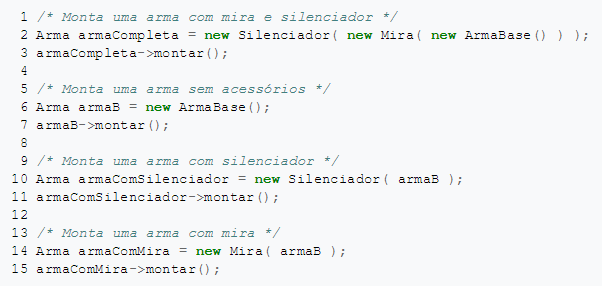 1 /* Monta uma arma com mira e silenciador */
2 Arma armaCompleta = new Silenciador( new Mira( new ArmaBase() ) );
3 armaCompleta->montar();
4
5 /* Monta uma arma sem acessórios */
6 Arma armaB = new ArmaBase();
7 armaB->montar();
8
9 /* Monta uma arma com silenciador */
10 Arma armaComSilenciador = new Silenciador( armaB );
11 armaComSilenciador->montar();
12
13 /* Monta uma arma com mira */
14 Arma armaComMira = new Mira( armaB );
15 armaComMira->montar();